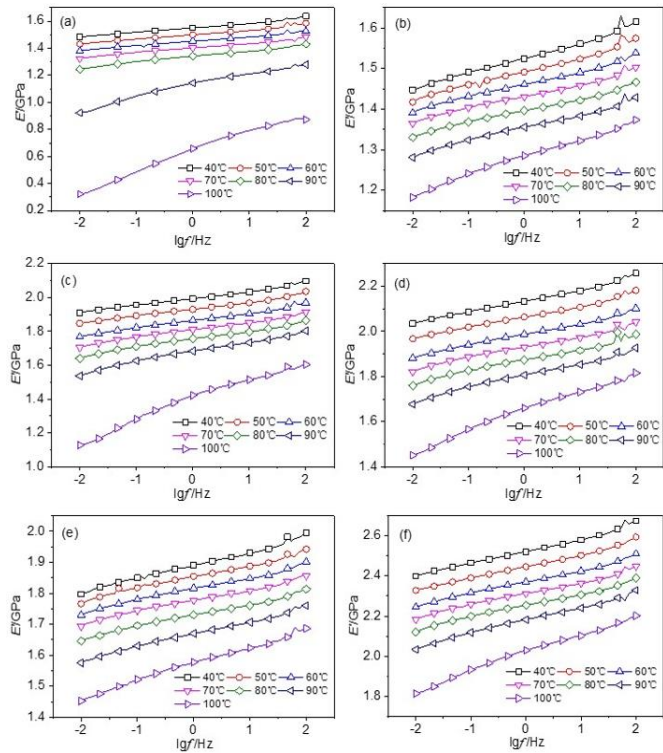 (a)
E'/GPa
1.6
1.4
1.2
1.0
0.8
0.6
0.4
0.2
40℃ 50℃ 60℃
70℃ 80℃ 90℃
100℃
-2 -1 0 1 2
lgf'/Hz
(b)
E'/GPa
1.6
1.5
1.4
1.3
1.2
40℃ 50℃ 60℃
70℃ 80℃ 90℃
100℃
-2 -1 0 1 2
lgf'/Hz
(c)
E'/GPa
2.2
2.0
1.8
1.6
1.4
1.2
1.0
40℃ 50℃ 60℃
70℃ 80℃ 90℃
100℃
-2 -1 0 1 2
lgf'/Hz
(d)
E'/GPa
2.2
2.0
1.8
1.6
1.4
40℃ 50℃ 60℃
70℃ 80℃ 90℃
100℃
-2 -1 0 1 2
lgf'/Hz
(e)
E'/GPa
2.0
1.9
1.8
1.7
1.6
1.5
1.4
40℃ 50℃ 60℃
70℃ 80℃ 90℃
100℃
-2 -1 0 1 2
lgf'/Hz
(f)
E'/GPa
2.6
2.4
2.2
2.0
1.8
40℃ 50℃ 60℃
70℃ 80℃ 90℃
100℃
-2 -1 0 1 2
lgf'/Hz